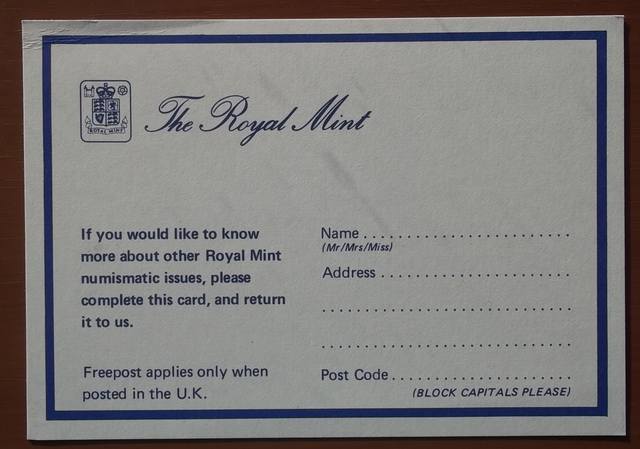 ROYAL MINT
The Royal Mint
If you would like to know
more about other Royal Mint
numismatic issues, please
complete this card, and return
it to us.
Freepost applies only when
posted in the U.K.
Name ........................
(Mr/Mrs/Miss)
Address ......................
.............................
.............................
Post Code .....................
(BLOCK CAPITALS PLEASE)